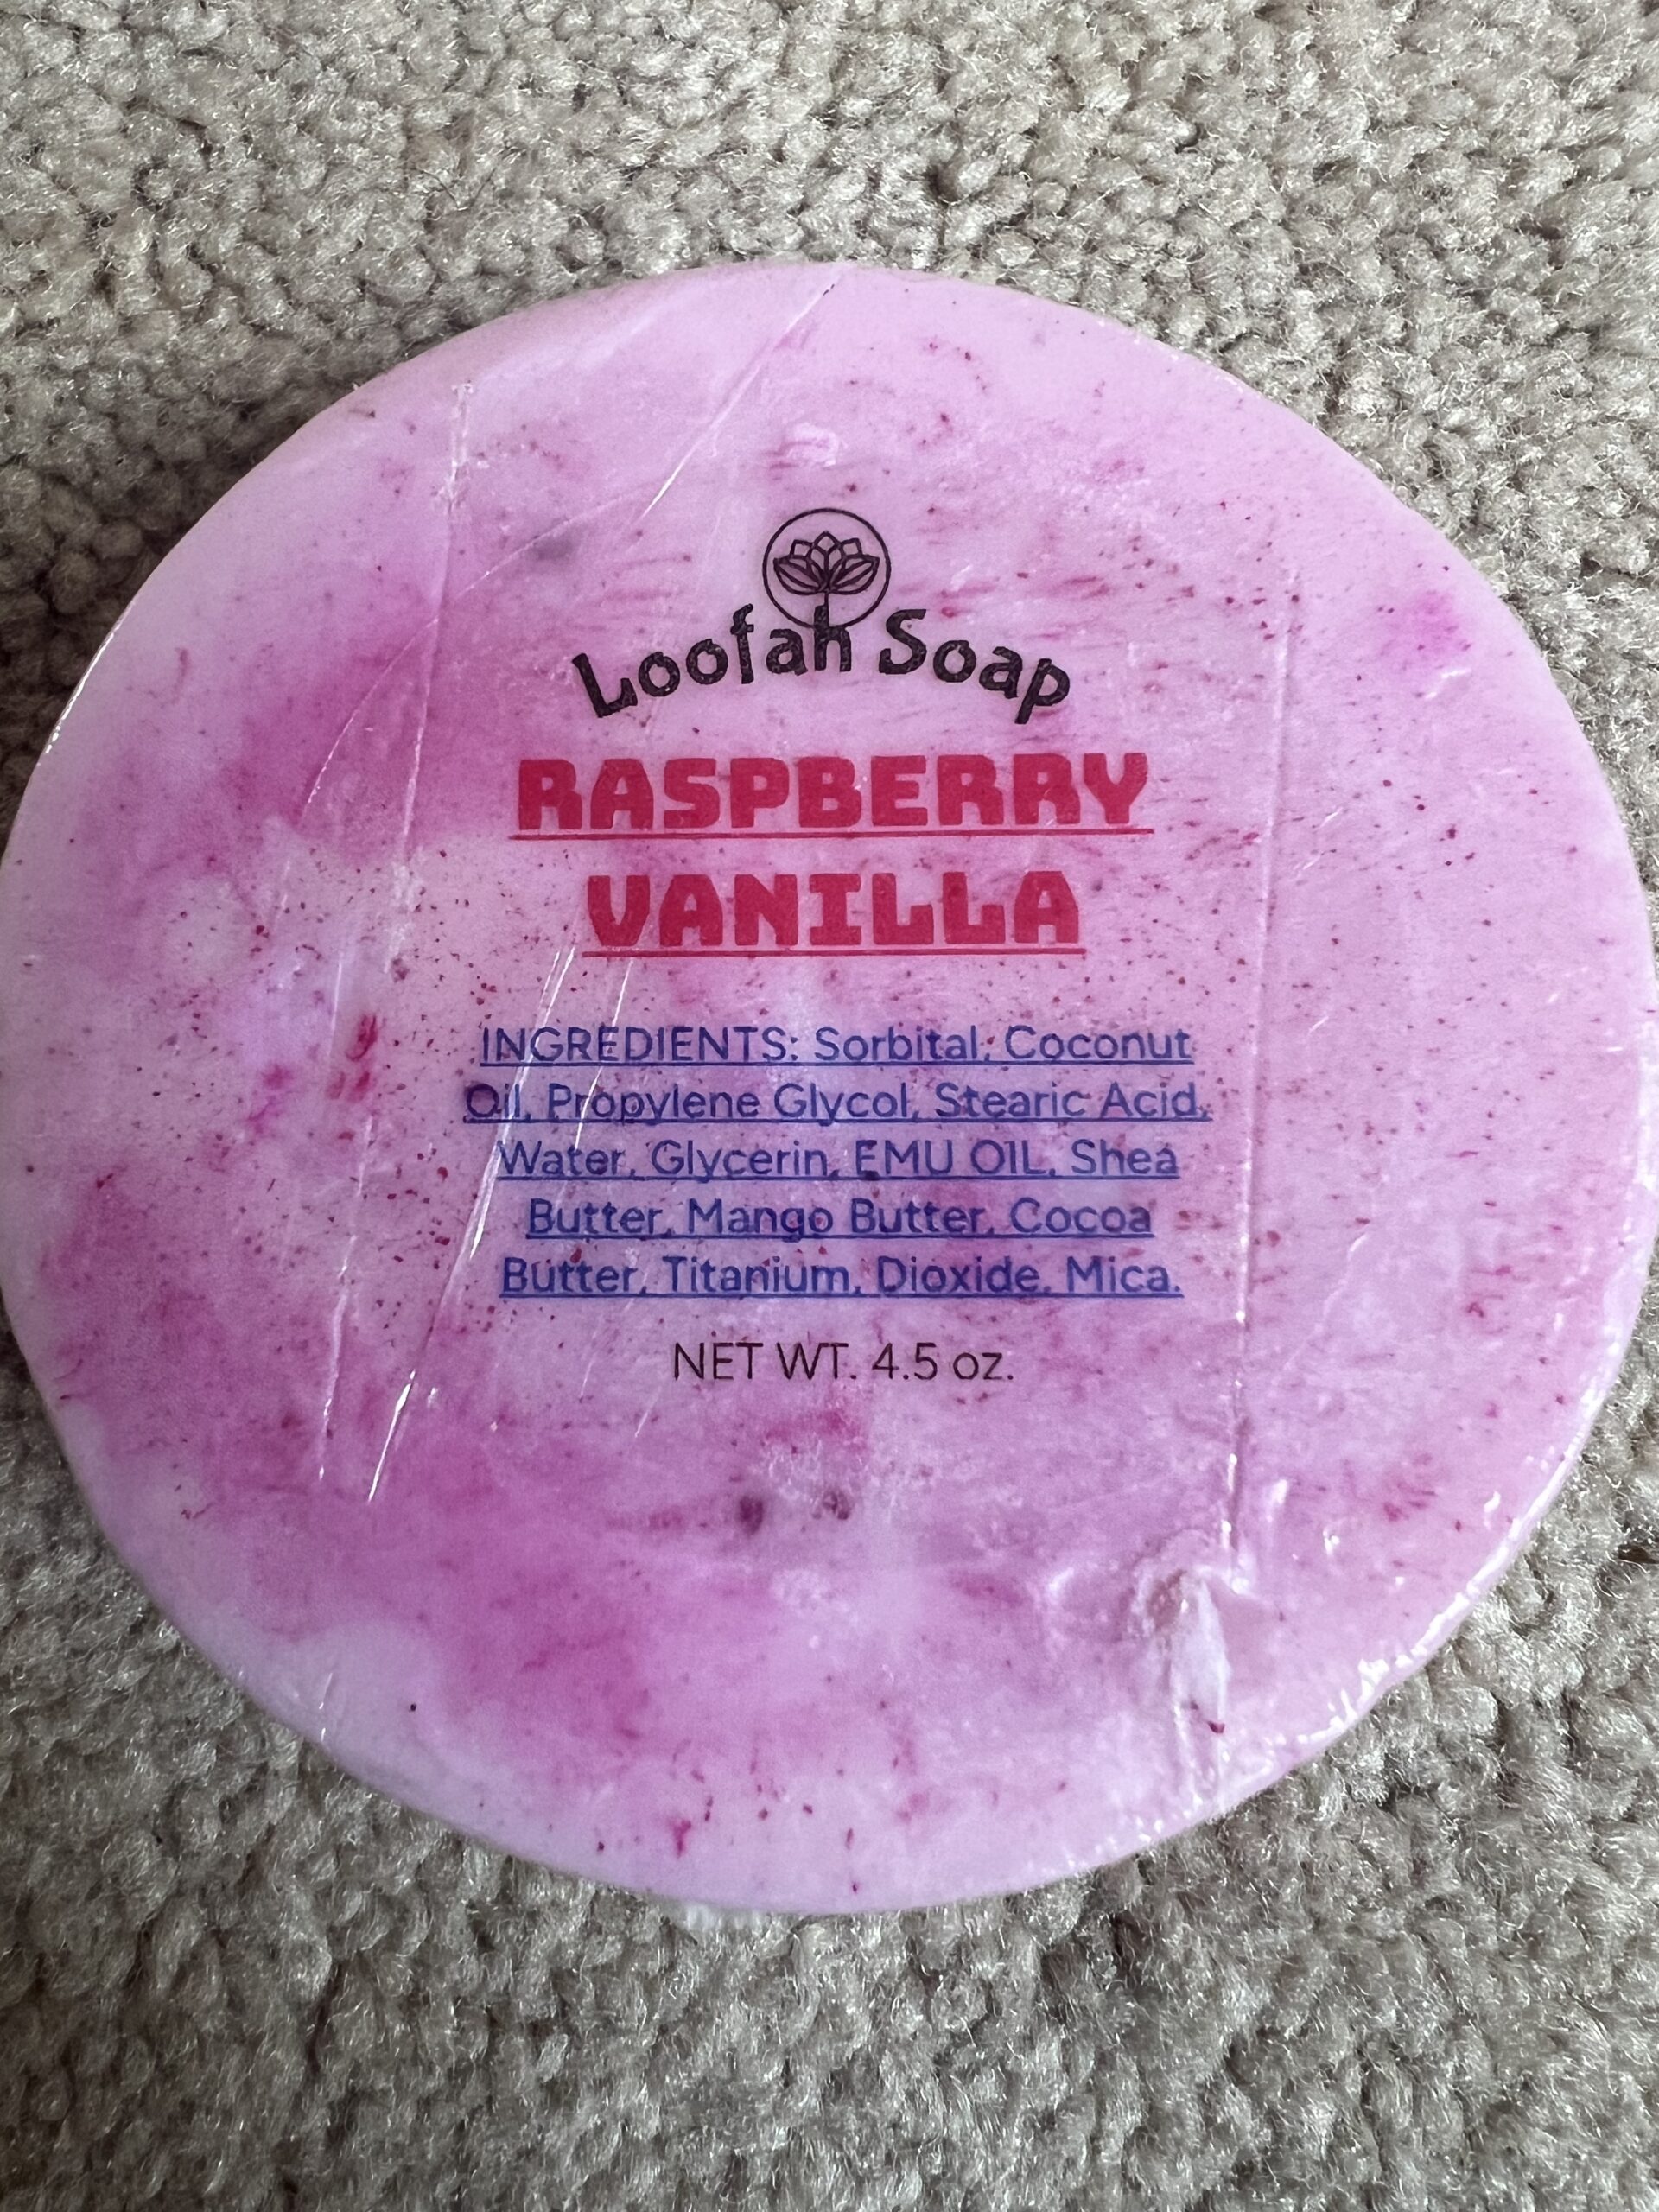 Loofah Soap
RASPBERRY
VANILLA
INGREDIENTS: Sorbital, Coconut
Oil, Propylene Glycol, Stearic Acid,
Water, Glycerin, EMU OIL, Shea
Butter, Mango Butter, Cocoa
Butter, Titanium, Dioxide, Mica.
NET WT. 4.5 oz.